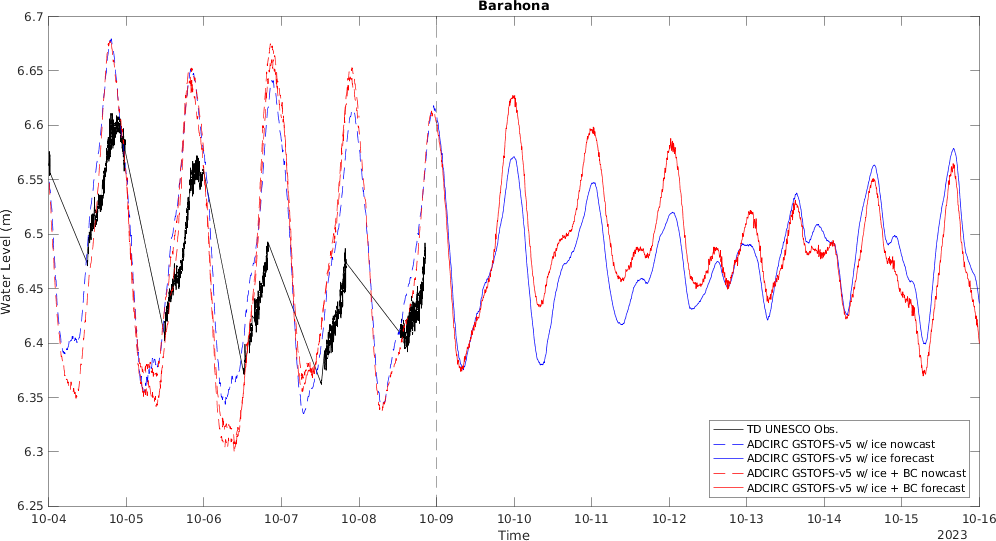 Barahona
6.7
6.65
6.6
6.55
6.5
6.45
6.4
6.35
6.3
6.25
Water Level (m)
TD UNESCO Obs.
ADCIRC GSTOFS-v5 w/ ice nowcast
ADCIRC GSTOFS-v5 w/ ice forecast
ADCIRC GSTOFS-v5 w/ ice + BC nowcast
ADCIRC GSTOFS-v5 w/ ice + BC forecast
10-04 10-05 10-06 10-07 10-08 10-09 10-10 10-11 10-12 10-13 10-14 10-15 10-16
Time
2023